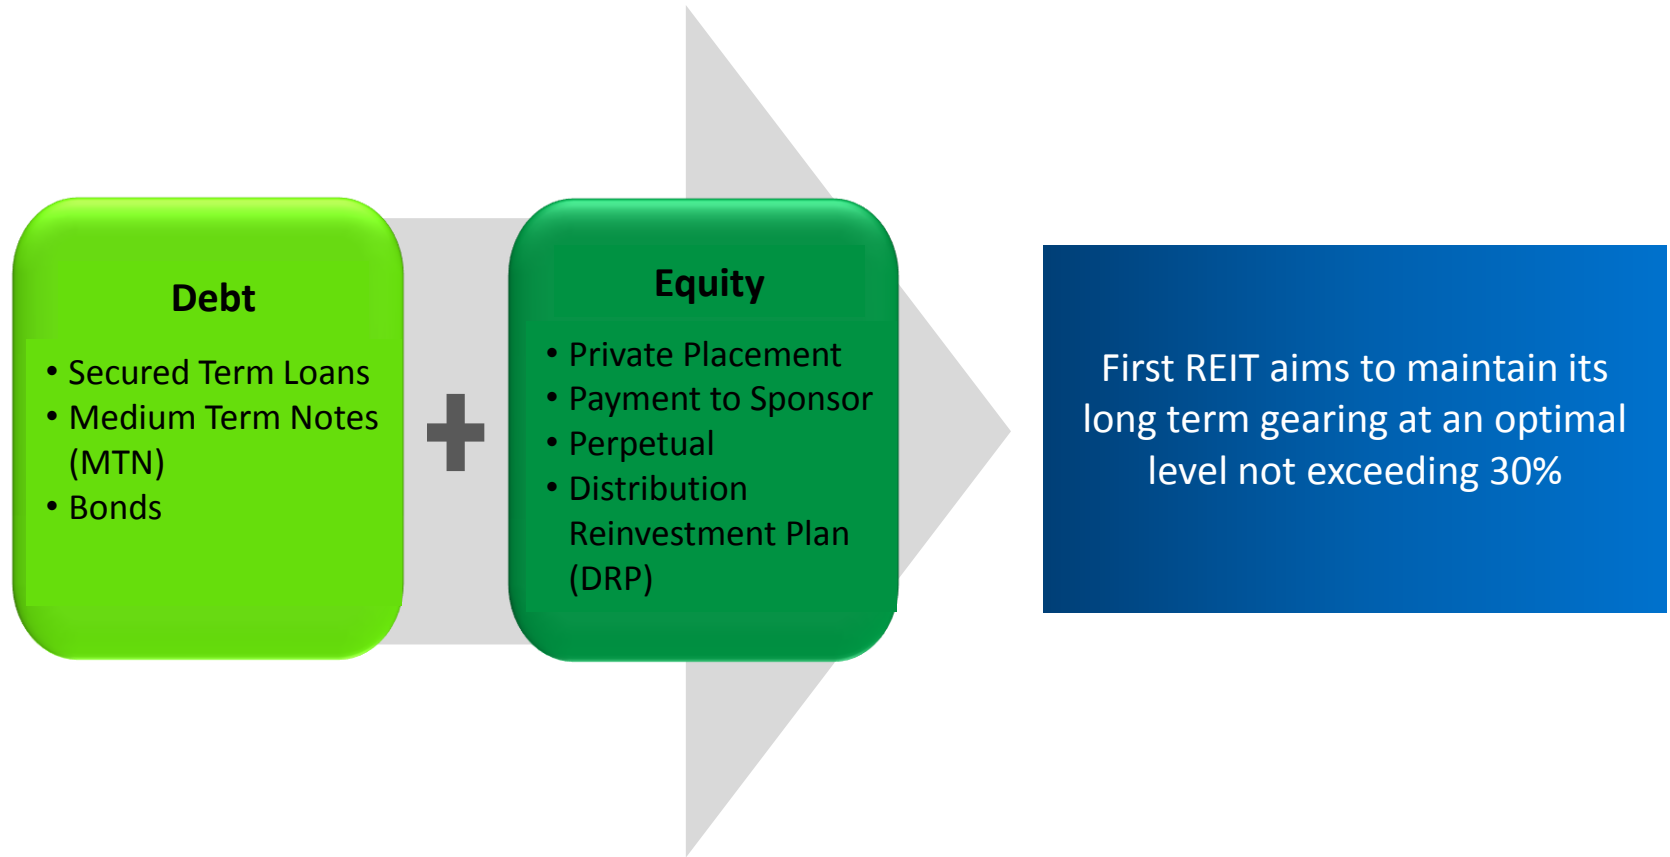 Debt
• Secured Term Loans
• Medium Term Notes
(MTN)
• Bonds
Equity
• Private Placement
• Payment to Sponsor
• Perpetual
• Distribution
Reinvestment Plan
(DRP)
First REIT aims to maintain its
long term gearing at an optimal
level not exceeding 30%